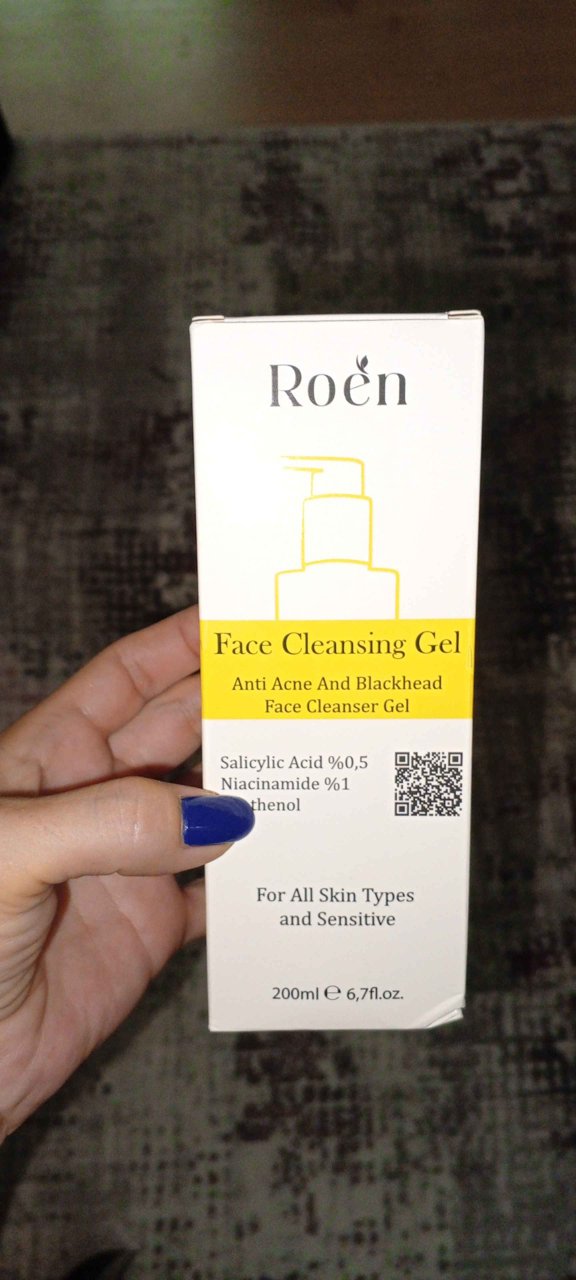 Roen
Face Cleansing Gel
Anti Acne And Blackhead
Face Cleanser Gel
Salicylic Acid %0,5
Niacinamide %1
thenol
For All Skin Types
and Sensitive
200ml ℮ 6,7fl.oz.